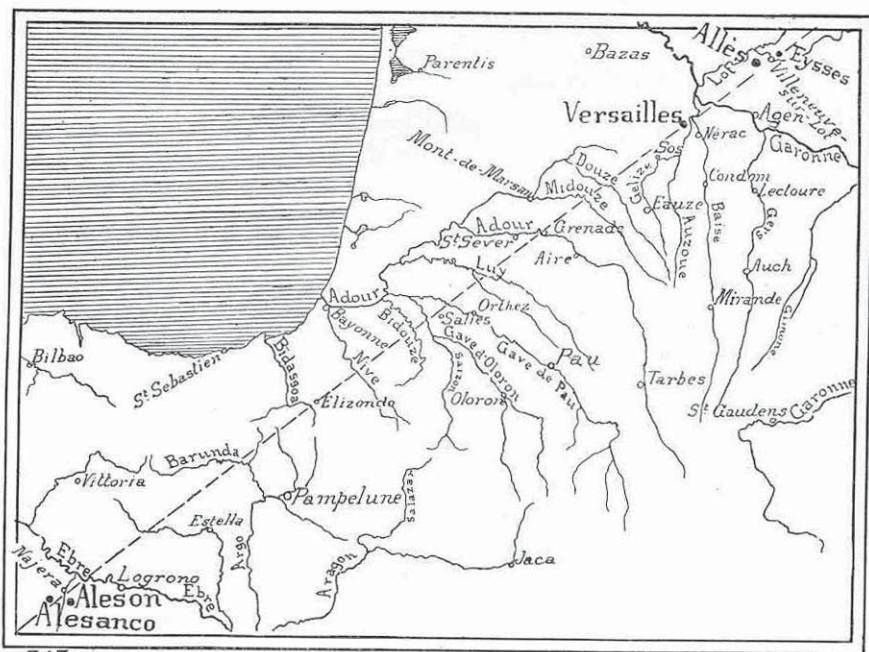 Parentis
Bazas
Allès
Eysses
Lot
Villeneuve-
sur-Lot
Versailles
Agen
Nérac
Garonne
Sos
Mont-de-Marsan
Douze
Gelize
Condom
Lectoure
Midouze
Eauze
Auzoue
Baise
Gers
Adour
Grenade
St Sever
Aire
Luy
Auch
Mirande
Gimone
Adour
Bayonne
Bidouze
Salies
Orthez
Gave d'Oloron
Gave de Pau
Pau
Tarbes
St Gaudens
Garonne
Bilbao
St Sebastien
Bidassoa
Nive
Oloron
Elizondo
Barunda
Vittoria
Pampelune
Salazar
Estella
Argo
Aragon
Jaca
Najera
Ebre
Logrono
Ebre
Aleson
Alesanco